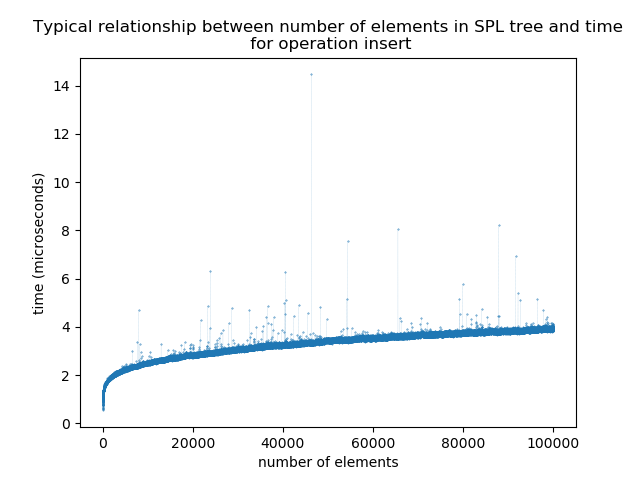 Typical relationship between number of elements in SPL tree and time
for operation insert
14
12
10
8
6
4
2
0
time (microseconds)
0 20000 40000 60000 80000 100000
number of elements